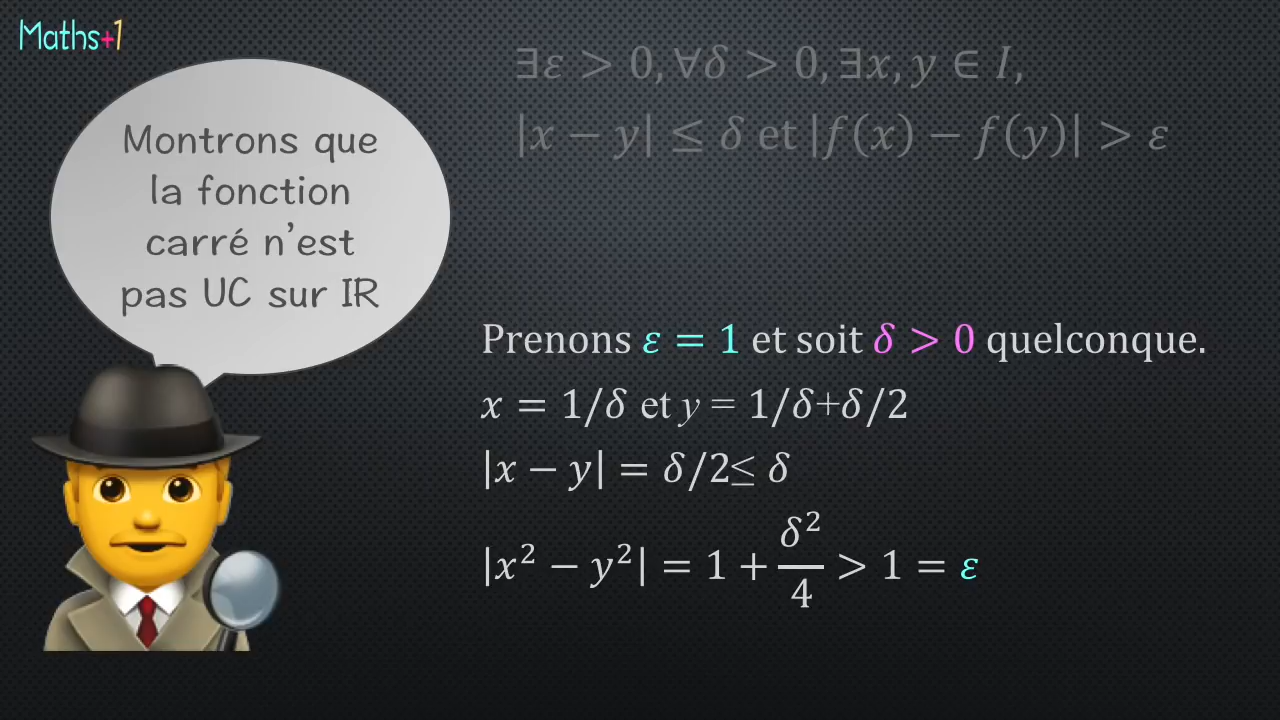 Maths+1
∃ε > 0, ∀δ > 0, ∃x, y ∈ I,
|x − y| ≤ δ et |f(x) − f(y)| > ε
Montrons que
la fonction
carré n’est
pas UC sur IR
Prenons ε = 1 et soit δ > 0 quelconque.
x = 1/δ et y = 1/δ+δ/2
|x − y| = δ/2≤ δ
|x² − y²| = 1 + δ²/4 > 1 = ε